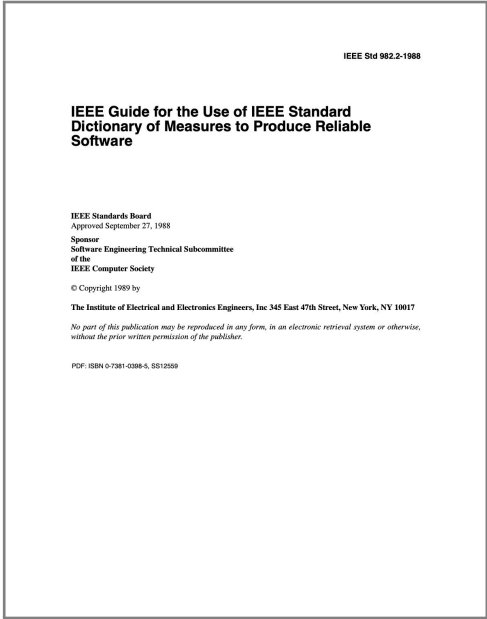 IEEE Std 982.2-1988
IEEE Guide for the Use of IEEE Standard
Dictionary of Measures to Produce Reliable
Software
IEEE Standards Board
Approved September 27, 1988
Sponsor
Software Engineering Technical Subcommittee
of the
IEEE Computer Society
© Copyright 1989 by
The Institute of Electrical and Electronics Engineers, Inc 345 East 47th Street, New York, NY 10017
No part of this publication may be reproduced in any form, in an electronic retrieval system or otherwise,
without the prior written permission of the publisher.
PDF: ISBN 0-7381-0398-5, SS12559